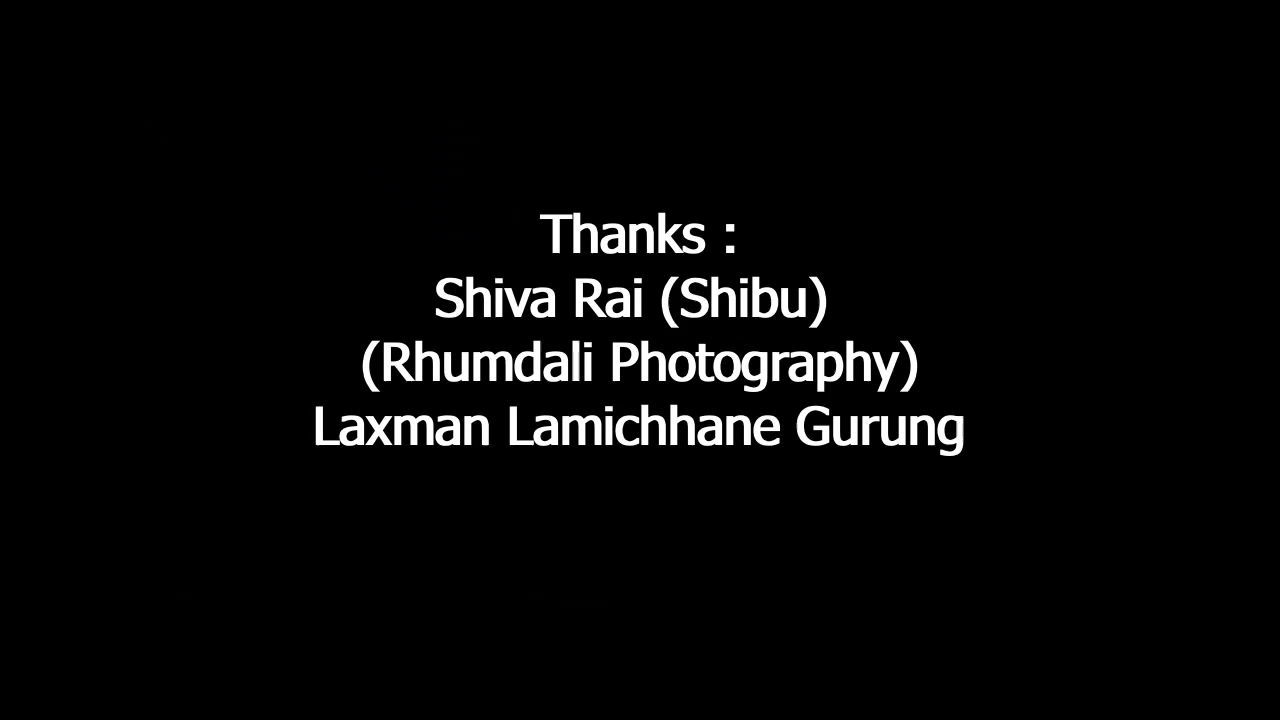 Thanks :
Shiva Rai (Shibu)
(Rhumdali Photography)
Laxman Lamichhane Gurung